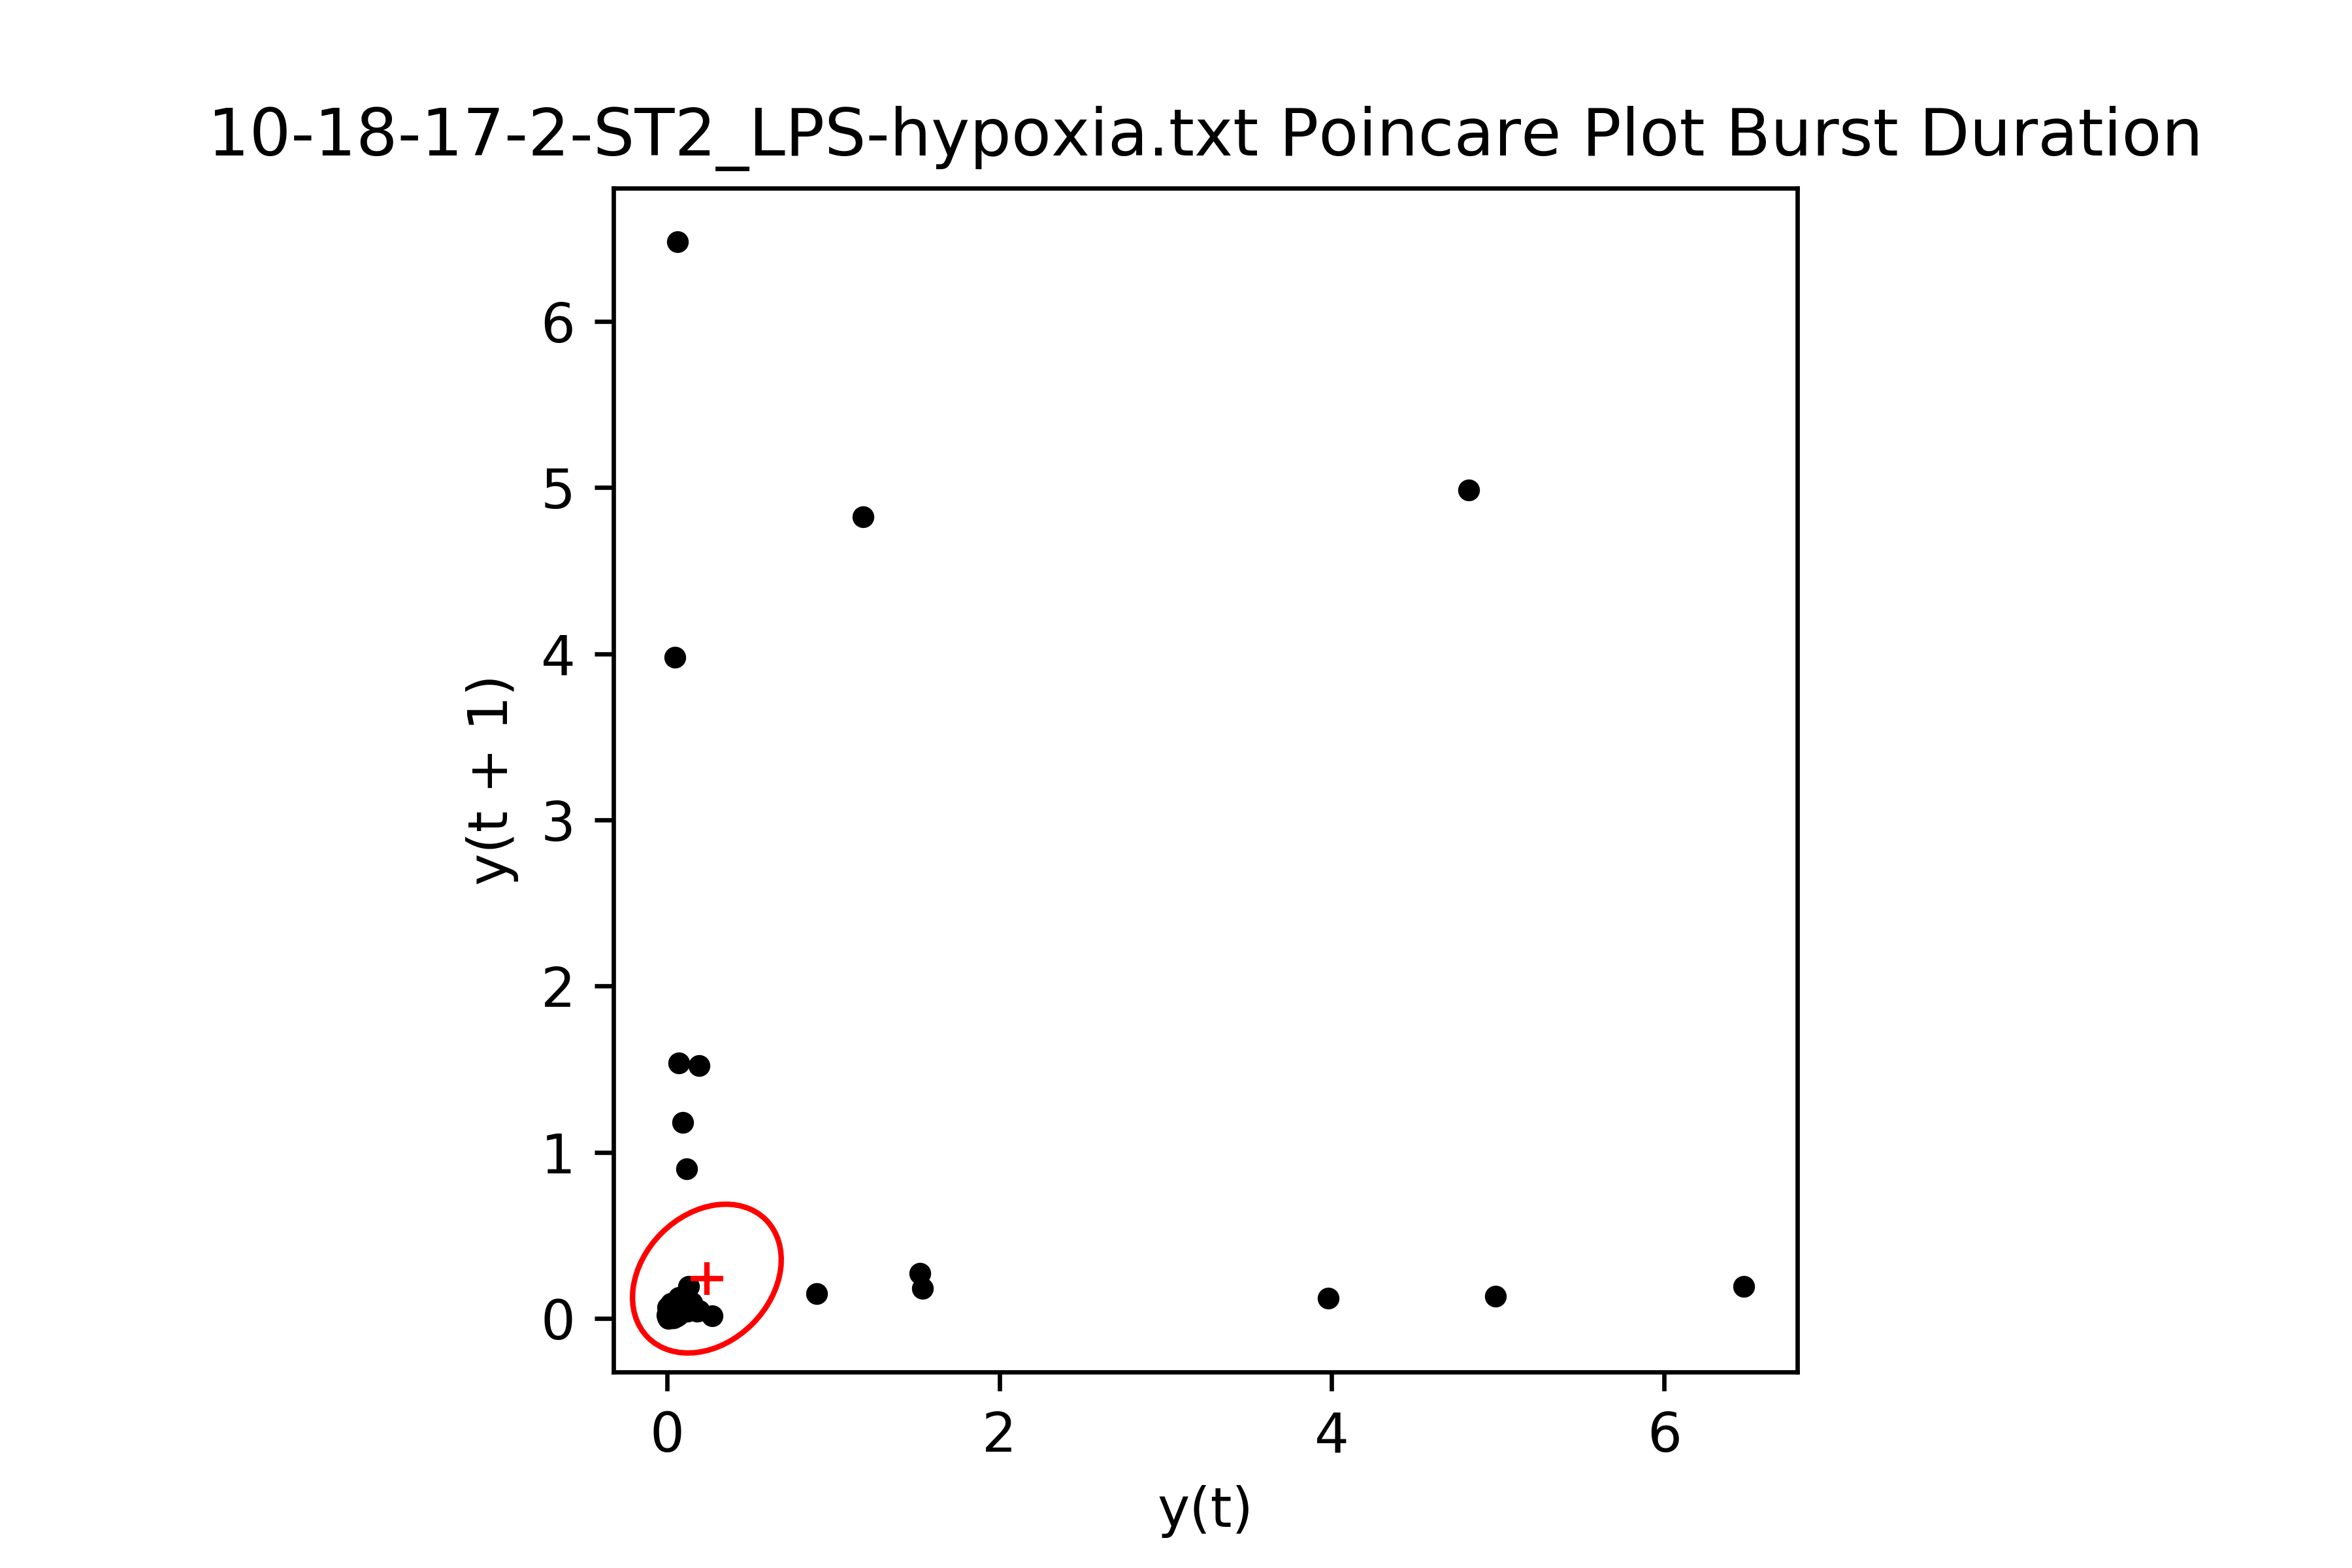 10-18-17-2-ST2_LPS-hypoxia.txt Poincare Plot Burst Duration
6
5
4
3
2
1
0
y(t + 1)
0 2 4 6
y(t)